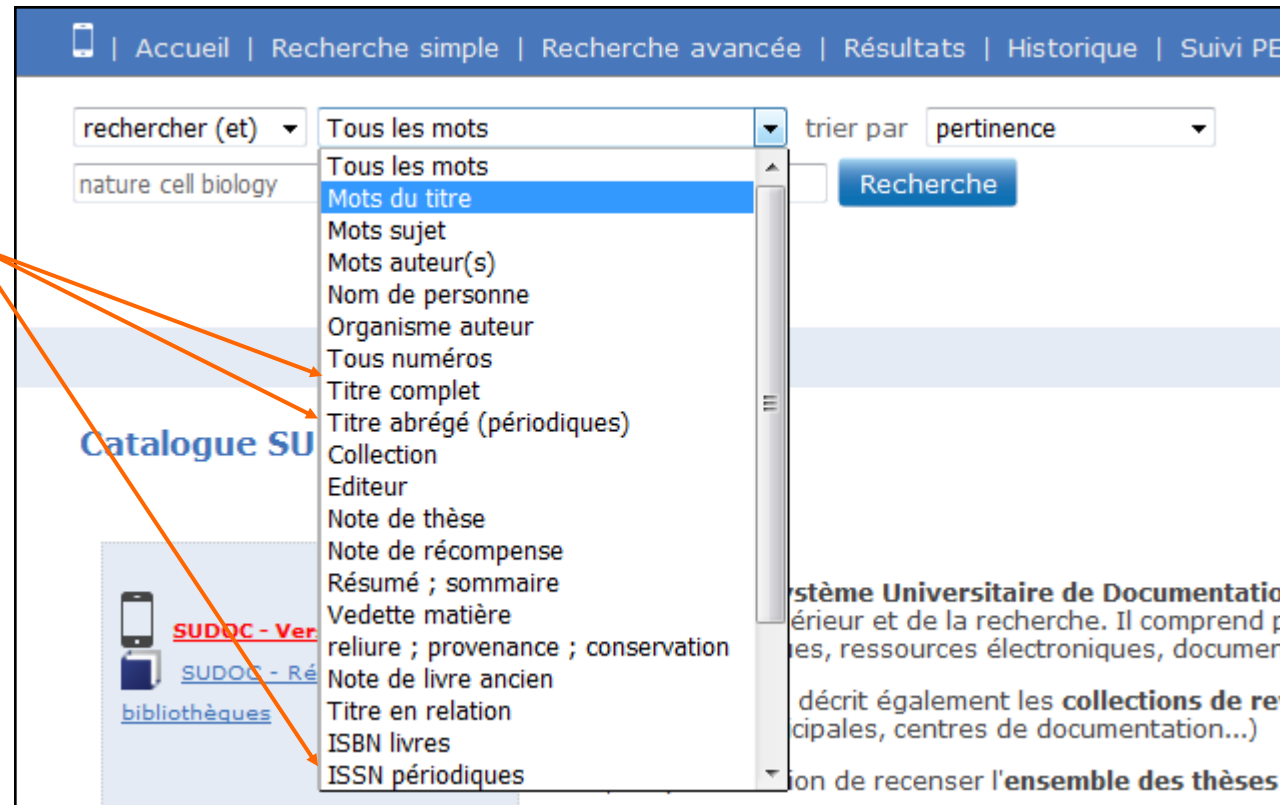 | Accueil | Recherche simple | Recherche avancée | Résultats | Historique | Suivi PE
rechercher (et) Tous les mots trier par pertinence
nature cell biology Recherche
Tous les mots
Mots du titre
Mots sujet
Mots auteur(s)
Nom de personne
Organisme auteur
Tous numéros
Titre complet
Titre abrégé (périodiques)
Collection
Editeur
Note de thèse
Note de récompense
Résumé ; sommaire
Vedette matière
reliure ; provenance ; conservation
Note de livre ancien
Titre en relation
ISBN livres
ISSN périodiques
Catalogue SU
SUDOC - Ver
SUDOC - Ré
bibliothèques
ystème Universitaire de Documentatio
érieur et de la recherche. Il comprend p
es, ressources électroniques, documen
décrit également les collections de re
cipales, centres de documentation...)
ion de recenser l'ensemble des thèses